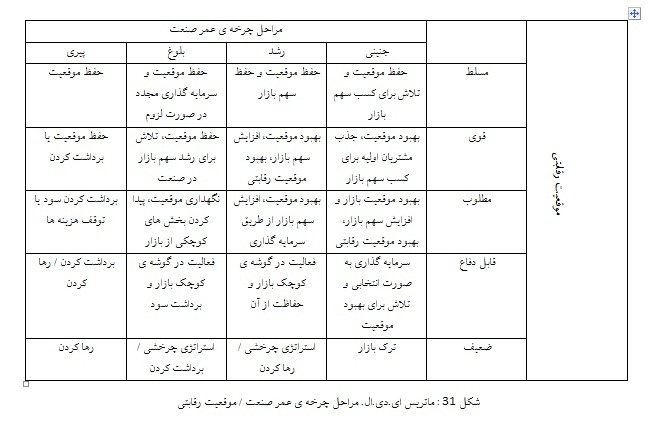 مراحل چرخه ی عمر صنعت
جنینی رشد بلوغ پیری
موقعیت رقابتی
مسلط
حفظ موقعیت و
تلاش برای کسب سهم
بازار
حفظ موقعیت و حفظ
سهم بازار
حفظ موقعیت و
سرمایه گذاری مجدد
در صورت لزوم
حفظ موقعیت
قوی
بهبود موقعیت، جذب
مشتریان اولیه برای
کسب سهم بازار
بهبود موقعیت، افزایش
سهم بازار، بهبود
موقعیت رقابتی
حفظ موقعیت، تلاش
برای رشد سهم بازار
در صنعت
حفظ موقعیت یا
برداشت کردن
مطلوب
بهبود موقعیت بازار و
افزایش سهم بازار،
بهبود موقعیت رقابتی
بهبود موقعیت، افزایش
سهم بازار از طریق
سرمایه گذاری
نگهداری موقعیت، پیدا
کردن بخش های
کوچکی از بازار
برداشت کردن سود یا
توقف هزینه ها
قابل دفاع
سرمایه گذاری به
صورت انتخابی و
تلاش برای بهبود
موقعیت
فعالیت در گوشه ی
کوچک بازار و
حفاظت از آن
فعالیت در گوشه ی
کوچک بازار و
برداشت سود
برداشت کردن / رها
کردن
ضعیف
ترک بازار
استراتژی چرخشی /
رها کردن
استراتژی چرخشی /
برداشت کردن
رها کردن
شکل 31 : ماتریس ای.دی.ال. مراحل چرخه ی عمر صنعت / موقعیت رقابتی